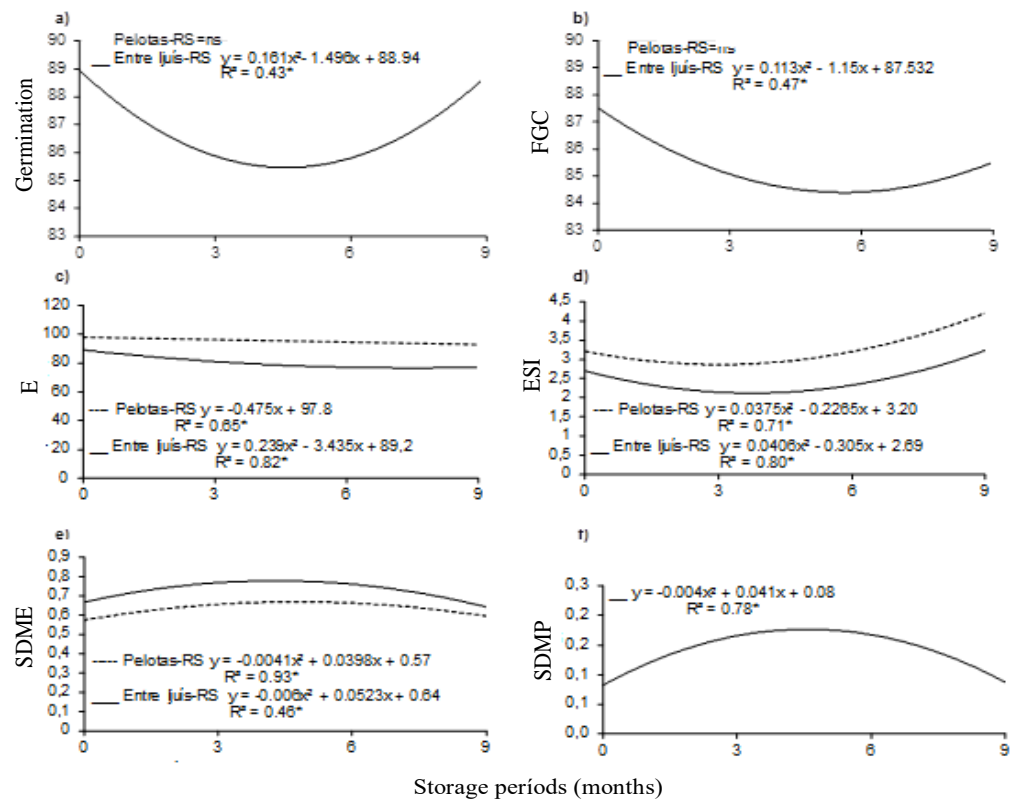 a)
Pelotas-RS=ns
Entre Ijuís-RS y = 0.161x² - 1.496x + 88.94
R² = 0.43*
Germination
90
89
88
87
86
85
84
83
0 3 6 9
b)
Pelotas-RS=ns
Entre Ijuís-RS y = 0.113x² - 1.15x + 87.532
R² = 0.47*
FGC
90
89
88
87
86
85
84
83
0 3 6 9
c)
E
120
100
80
60
40
20
0
Pelotas-RS y = -0.475x + 97.8
R² = 0.65*
Entre Ijuís-RS y = 0.239x² - 3.435x + 89,2
R² = 0.82*
0 3 6 9
d)
ESI
4,5
4
3,5
3
2,5
2
1,5
1
0,5
0
Pelotas-RS y = 0.0375x² - 0.2265x + 3.20
R² = 0.71*
Entre Ijuís-RS y = 0.0406x² - 0.305x + 2.69
R² = 0.80*
0 3 6 9
e)
SDME
0,9
0,8
0,7
0,6
0,5
0,4
0,3
0,2
0,1
0
Pelotas-RS y = -0.0041x² + 0.0398x + 0.57
R² = 0.93*
Entre Ijuís-RS y = -0.006x² + 0.0523x + 0.64
R² = 0.46*
0 3 6 9
f)
SDMP
0,3
0,2
0,2
0,1
0,1
0,0
y = -0.004x² + 0.041x + 0.08
R² = 0.78*
0 3 6 9
Storage períods (months)